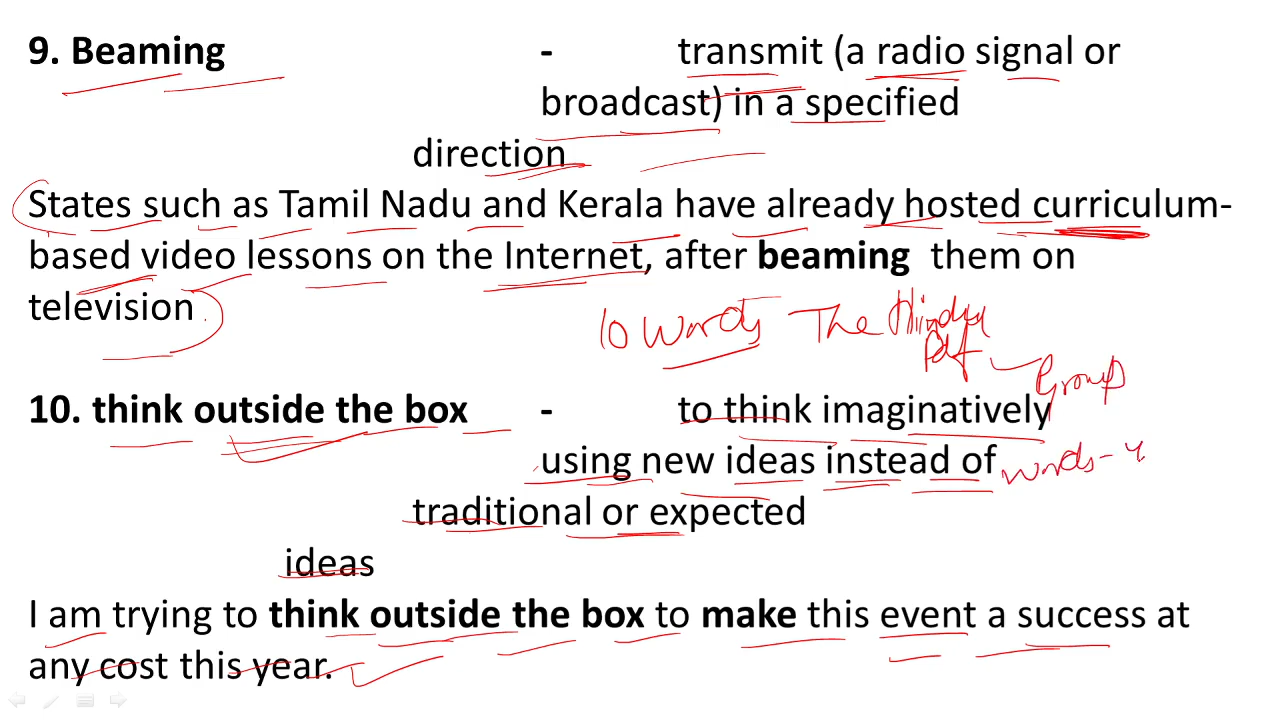 9. Beaming - transmit (a radio signal or
broadcast) in a specified
direction
States such as Tamil Nadu and Kerala have already hosted curriculum-
based video lessons on the Internet, after beaming them on
television
10 words The Hindu
Pdf
Group
10. think outside the box - to think imaginatively
using new ideas instead of
words-
traditional or expected
ideas
I am trying to think outside the box to make this event a success at
any cost this year.